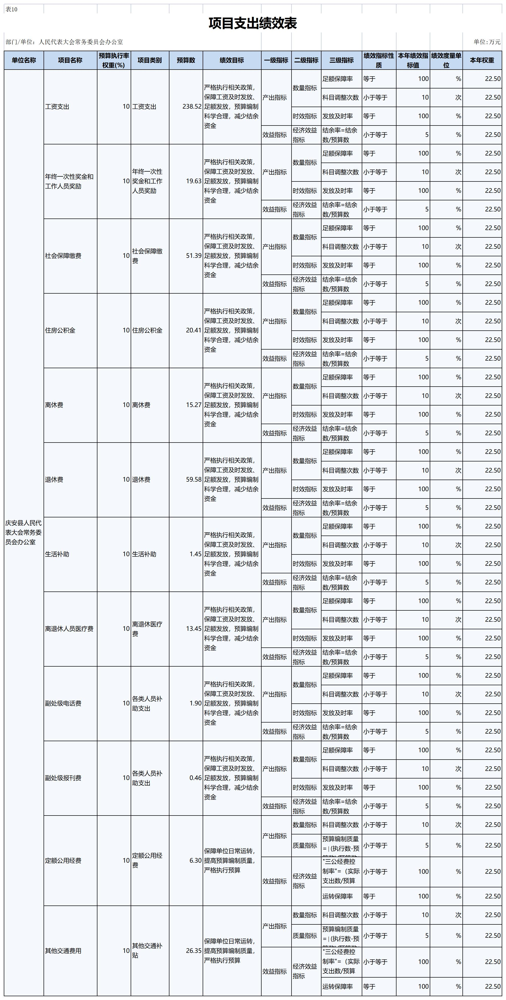 表10
项目支出绩效表
部门/单位：人民代表大会常务委员会办公室 单位:万元
单位名称 项目名称 预算执行率权重(%) 项目类别 预算数 绩效目标 一级指标 二级指标 三级指标 绩效指标性质 本年绩效指标值 绩效度量单位 本年权重
庆安县人民代表大会常务委员会办公室
工资支出 10 工资支出 238.52 严格执行相关政策，保障工资及时发放、足额发放，预算编制科学合理，减少结余资金 产出指标 数量指标 足额保障率 等于 100 % 22.50
科目调整次数 小于等于 10 次 22.50
时效指标 发放及时率 等于 100 % 22.50
效益指标 经济效益指标 结余率=结余数/预算数 小于等于 5 % 22.50
年终一次性奖金和工作人员奖励 10 年终一次性奖金和工作人员奖励 19.63 严格执行相关政策，保障工资及时发放、足额发放，预算编制科学合理，减少结余资金 产出指标 数量指标 足额保障率 等于 100 % 22.50
科目调整次数 小于等于 10 次 22.50
时效指标 发放及时率 等于 100 % 22.50
效益指标 经济效益指标 结余率=结余数/预算数 小于等于 5 % 22.50
社会保障缴费 10 社会保障缴费 51.39 严格执行相关政策，保障工资及时发放、足额发放，预算编制科学合理，减少结余资金 产出指标 数量指标 足额保障率 等于 100 % 22.50
科目调整次数 小于等于 10 次 22.50
时效指标 发放及时率 等于 100 % 22.50
效益指标 经济效益指标 结余率=结余数/预算数 小于等于 5 % 22.50
住房公积金 10 住房公积金 20.41 严格执行相关政策，保障工资及时发放、足额发放，预算编制科学合理，减少结余资金 产出指标 数量指标 足额保障率 等于 100 % 22.50
科目调整次数 小于等于 10 次 22.50
时效指标 发放及时率 等于 100 % 22.50
效益指标 经济效益指标 结余率=结余数/预算数 小于等于 5 % 22.50
离休费 10 离休费 15.27 严格执行相关政策，保障工资及时发放、足额发放，预算编制科学合理，减少结余资金 产出指标 数量指标 足额保障率 等于 100 % 22.50
科目调整次数 小于等于 10 次 22.50
时效指标 发放及时率 等于 100 % 22.50
效益指标 经济效益指标 结余率=结余数/预算数 小于等于 5 % 22.50
退休费 10 退休费 59.58 严格执行相关政策，保障工资及时发放、足额发放，预算编制科学合理，减少结余资金 产出指标 数量指标 足额保障率 等于 100 % 22.50
科目调整次数 小于等于 10 次 22.50
时效指标 发放及时率 等于 100 % 22.50
效益指标 经济效益指标 结余率=结余数/预算数 小于等于 5 % 22.50
生活补助 10 生活补助 1.45 严格执行相关政策，保障工资及时发放、足额发放，预算编制科学合理，减少结余资金 产出指标 数量指标 足额保障率 等于 100 % 22.50
科目调整次数 小于等于 10 次 22.50
时效指标 发放及时率 等于 100 % 22.50
效益指标 经济效益指标 结余率=结余数/预算数 小于等于 5 % 22.50
离退休人员医疗费 10 离退休医疗费 13.45 严格执行相关政策，保障工资及时发放、足额发放，预算编制科学合理，减少结余资金 产出指标 数量指标 足额保障率 等于 100 % 22.50
科目调整次数 小于等于 10 次 22.50
时效指标 发放及时率 等于 100 % 22.50
效益指标 经济效益指标 结余率=结余数/预算数 小于等于 5 % 22.50
副处级电话费 10 各类人员补助支出 1.90 严格执行相关政策，保障工资及时发放、足额发放，预算编制科学合理，减少结余资金 产出指标 数量指标 足额保障率 等于 100 % 22.50
科目调整次数 小于等于 10 次 22.50
时效指标 发放及时率 等于 100 % 22.50
效益指标 经济效益指标 结余率=结余数/预算数 小于等于 5 % 22.50
副处级报刊费 10 各类人员补助支出 0.46 严格执行相关政策，保障工资及时发放、足额发放，预算编制科学合理，减少结余资金 产出指标 数量指标 足额保障率 等于 100 % 22.50
科目调整次数 小于等于 10 次 22.50
时效指标 发放及时率 等于 100 % 22.50
效益指标 经济效益指标 结余率=结余数/预算数 小于等于 5 % 22.50
定额公用经费 10 定额公用经费 6.30 保障单位日常运转，提高预算编制质量，严格执行预算 产出指标 数量指标 科目调整次数 小于等于 10 次 22.50
质量指标 预算编制质量=|(执行数-预 小于等于 5 % 22.50
效益指标 经济效益指标 "三公经费控制率"=（实际支出数/预算 小于等于 100 % 22.50
运转保障率 等于 100 % 22.50
其他交通费用 10 其他交通补贴 26.35 保障单位日常运转，提高预算编制质量，严格执行预算 产出指标 数量指标 科目调整次数 小于等于 10 次 22.50
质量指标 预算编制质量=|(执行数-预 小于等于 5 % 22.50
效益指标 经济效益指标 "三公经费控制率"=（实际支出数/预算 小于等于 100 % 22.50
运转保障率 等于 100 % 22.50